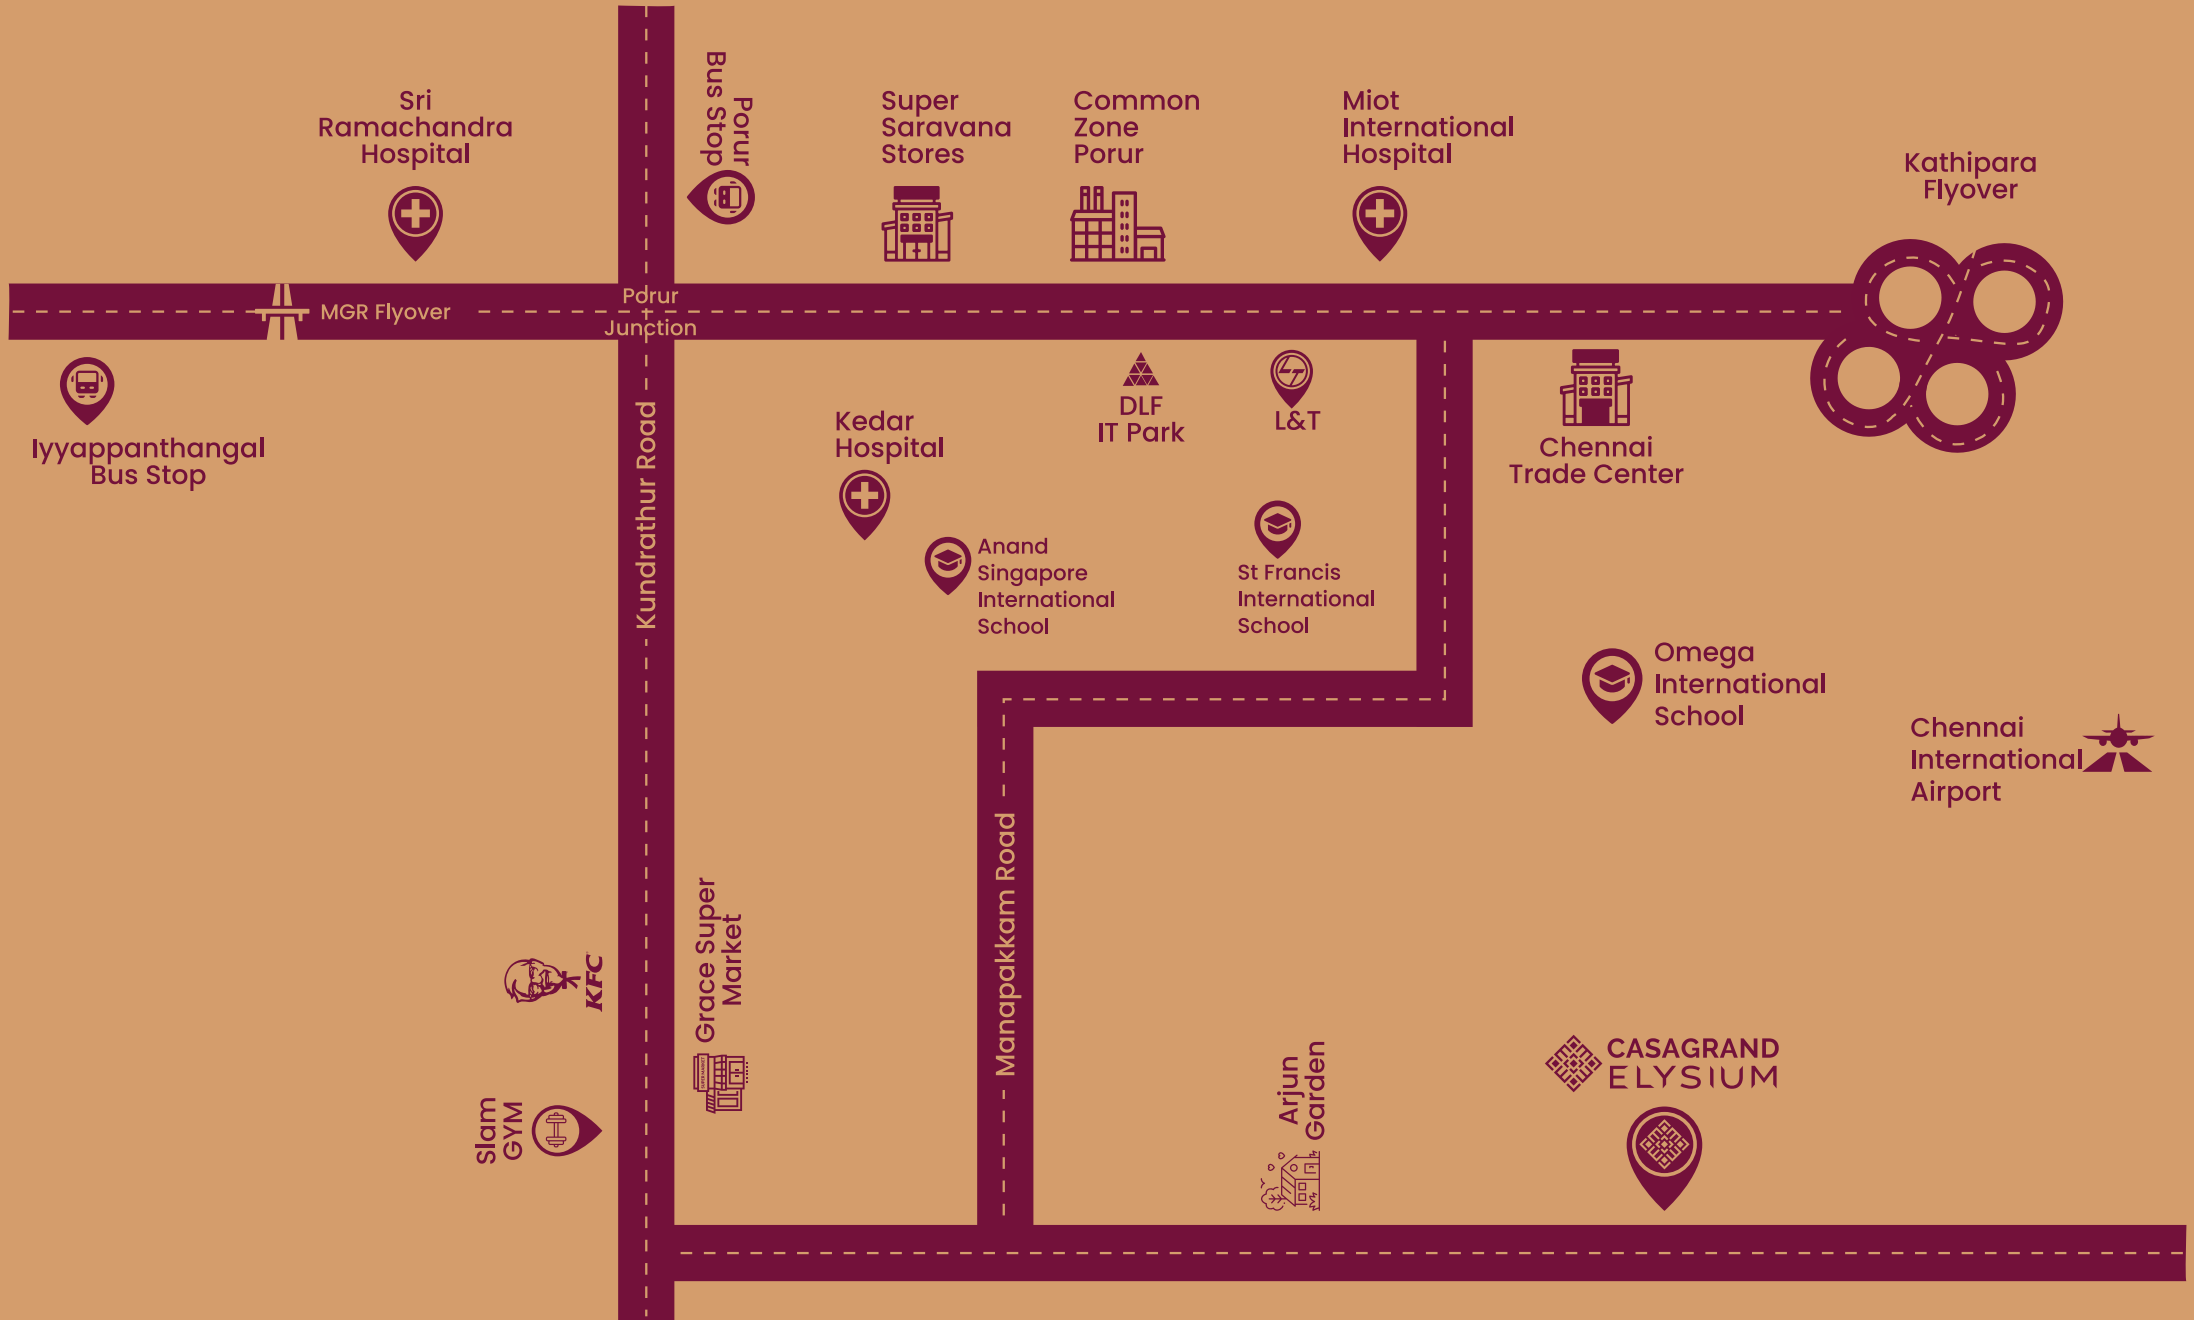 Sri
Ramachandra
Hospital
Porur
Bus Stop
Super
Saravana
Stores
Common
Zone
Porur
Miot
International
Hospital
Kathipara
Flyover
MGR Flyover
Porur
Junction
Iyyappanthangal
Bus Stop
Kundrathur Road
Kedar
Hospital
DLF
IT Park
L&T
Chennai
Trade Center
Anand
Singapore
International
School
St Francis
International
School
Omega
International
School
Chennai
International
Airport
Manapakkam Road
KFC
Grace Super
Market
SUPER MARKET
Slam
GYM
Arjun
Garden
CASAGRAND
ELYSIUM